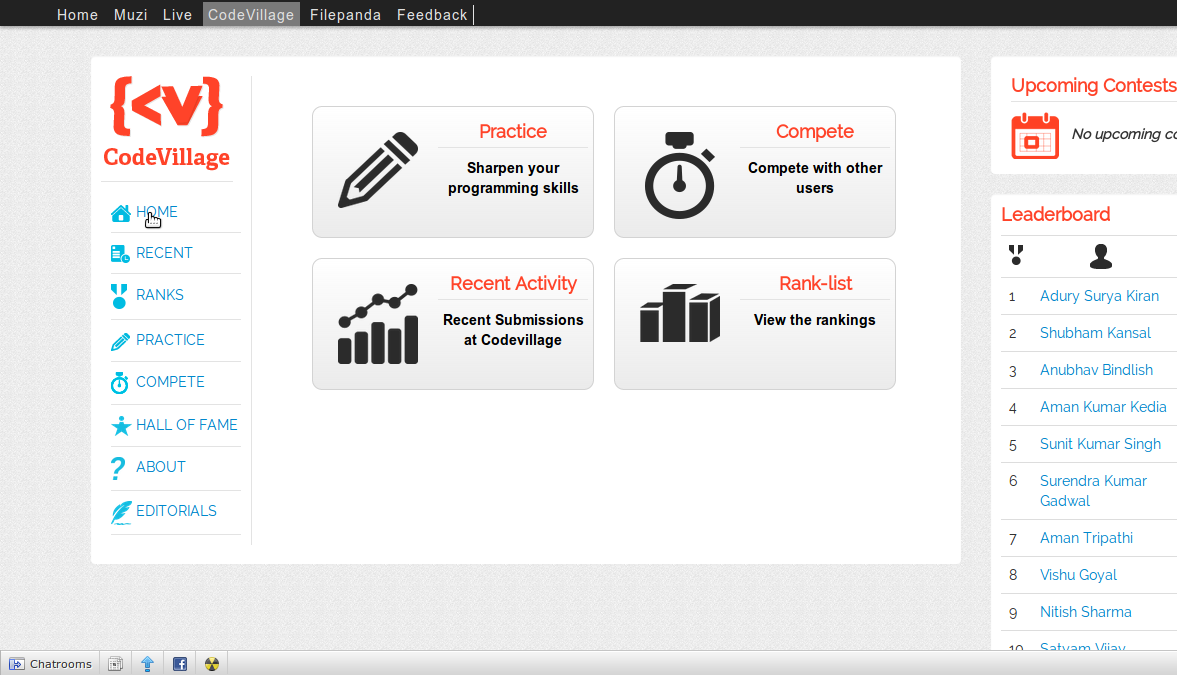 Home Muzi Live CodeVillage Filepanda Feedback
{<v}
CodeVillage
HOME
RECENT
RANKS
PRACTICE
COMPETE
HALL OF FAME
ABOUT
EDITORIALS
Practice
Sharpen your
programming skills
Compete
Compete with other
users
Recent Activity
Recent Submissions
at Codevillage
Rank-list
View the rankings
Upcoming Contests
No upcoming
Leaderboard
1 Adury Surya Kiran
2 Shubham Kansal
3 Anubhav Bindlish
4 Aman Kumar Kedia
5 Sunit Kumar Singh
6 Surendra Kumar
Gadwal
7 Aman Tripathi
8 Vishu Goyal
9 Nitish Sharma
10 Satyam Vijay
Chatrooms